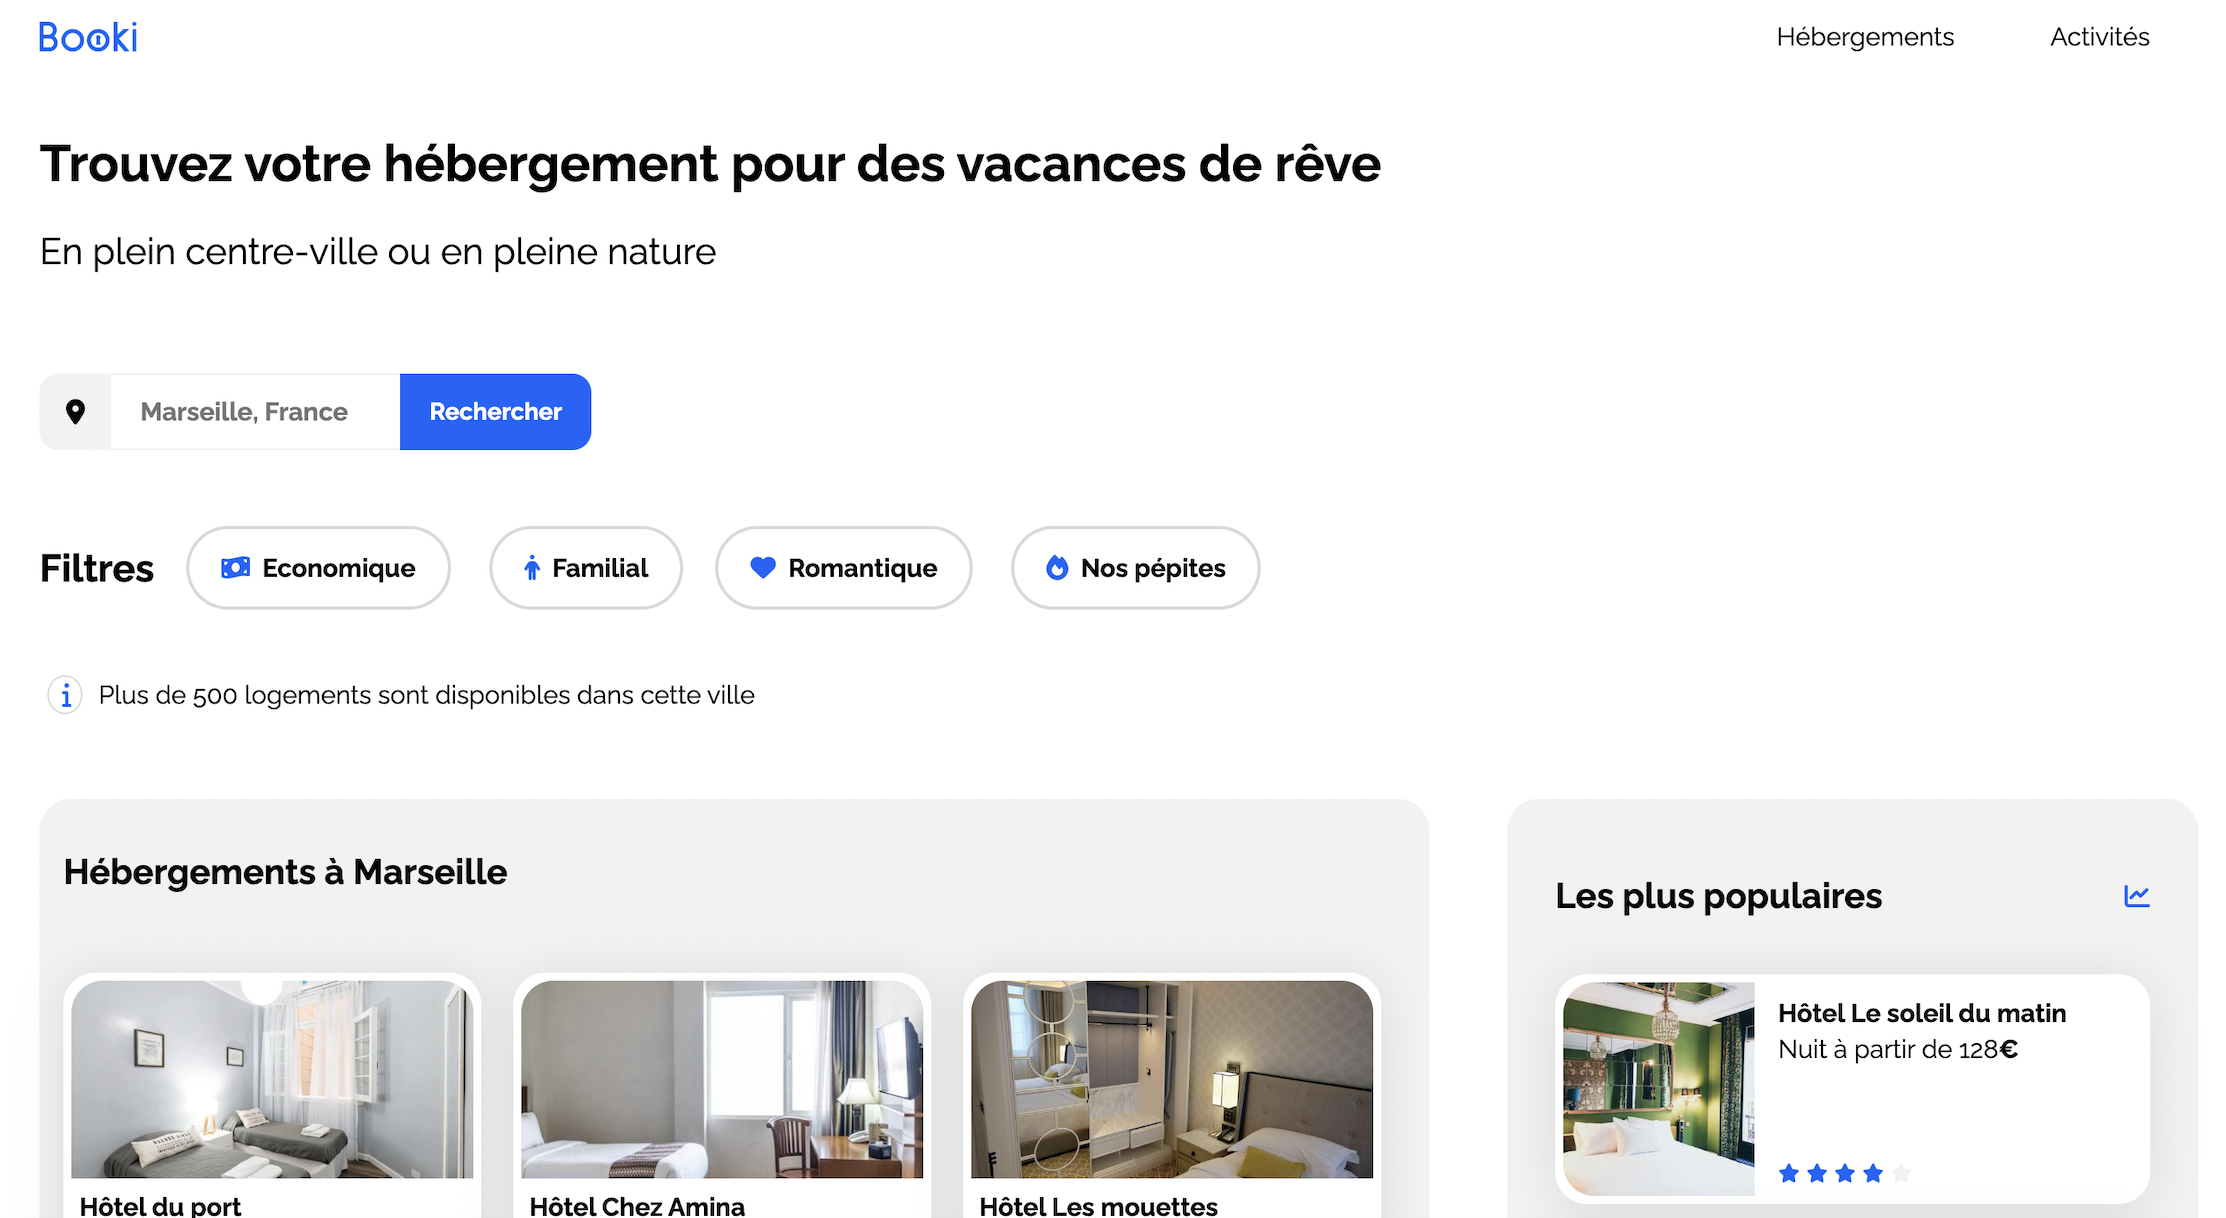 Booki
Hébergements
Activités
Trouvez votre hébergement pour des vacances de rêve
En plein centre-ville ou en pleine nature
Marseille, France
Rechercher
Filtres
Economique
Familial
Romantique
Nos pépites
Plus de 500 logements sont disponibles dans cette ville
Hébergements à Marseille
Les plus populaires
Hôtel Le soleil du matin
Nuit à partir de 128€
Hôtel du port
Hôtel Chez Amina
Hôtel Les mouettes